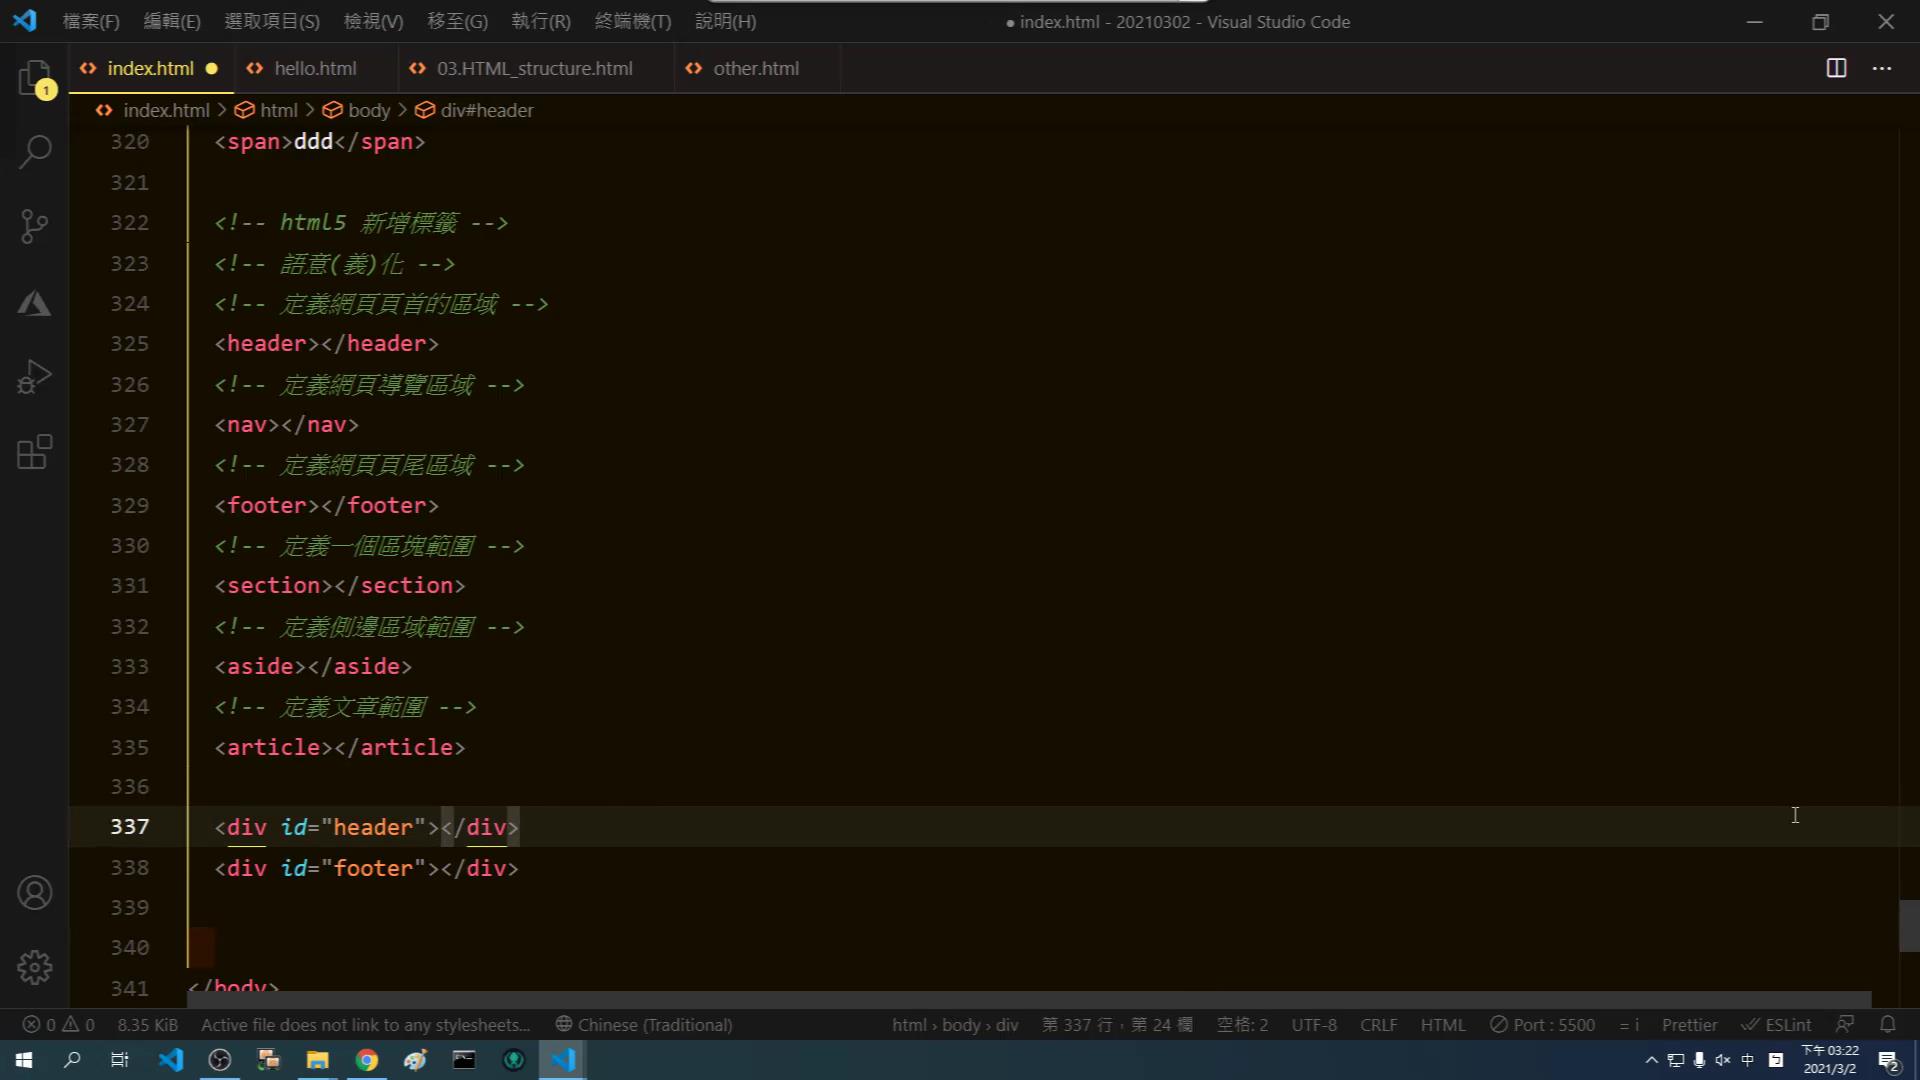 檔案(F) 編輯(E) 選取項目(S) 檢視(V) 移至(G) 執行(R) 終端機(T) 說明(H) ● index.html - 20210302 - Visual Studio Code
index.html ● hello.html 03.HTML_structure.html other.html ···
1
index.html > html > body > div#header
320 <span>ddd</span>
321
322 <!-- html5 新增標籤 -->
323 <!-- 語意(義)化 -->
324 <!-- 定義網頁頁首的區域 -->
325 <header></header>
326 <!-- 定義網頁導覽區域 -->
327 <nav></nav>
328 <!-- 定義網頁頁尾區域 -->
329 <footer></footer>
330 <!-- 定義一個區塊範圍 -->
331 <section></section>
332 <!-- 定義側邊區域範圍 -->
333 <aside></aside>
334 <!-- 定義文章範圍 -->
335 <article></article>
336
337 <div id="header"></div>
338 <div id="footer"></div>
339
340
341 </body>
0 0 8.35 KiB Active file does not link to any stylesheets... Chinese (Traditional) html › body › div 第 337 行，第 24 欄 空格: 2 UTF-8 CRLF HTML Port : 5500 = i Prettier ESLint
中 下午 03:22
2021/3/2 2